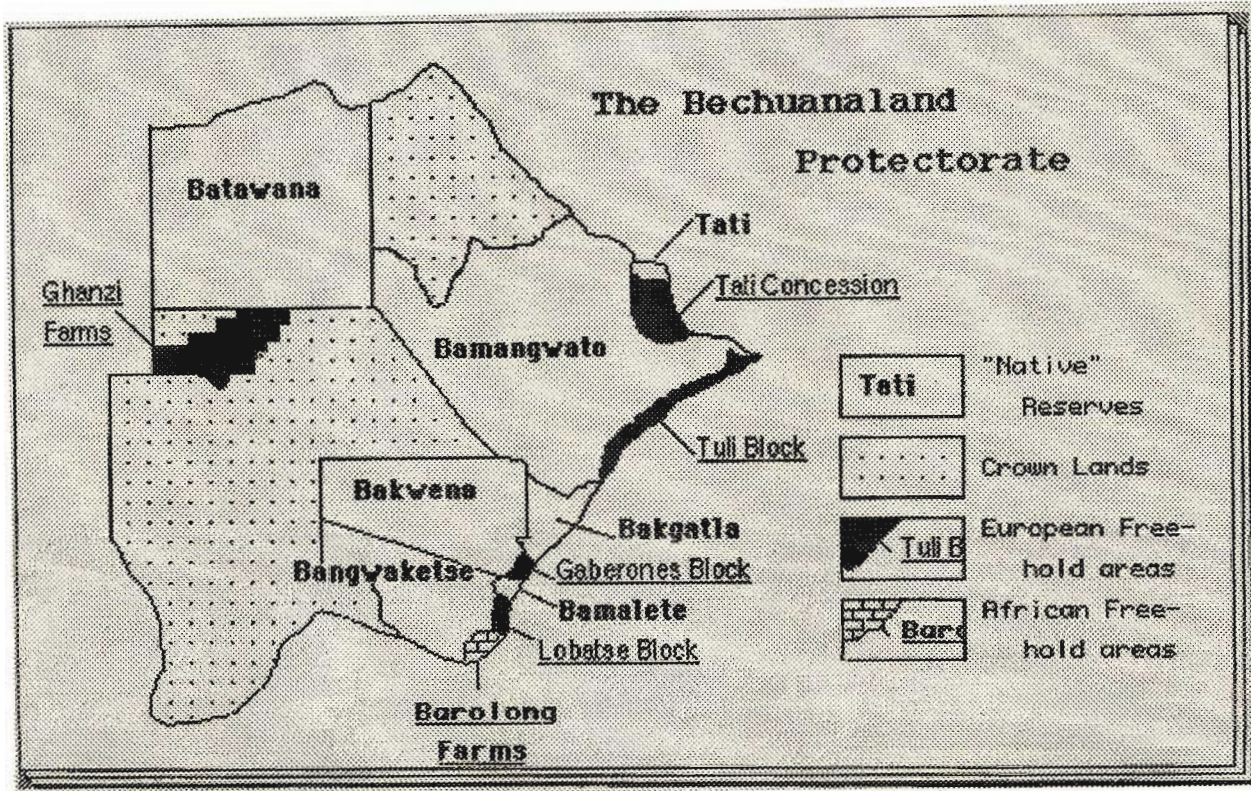 The Bechuanaland
Protectorate
Batawana
Tati
Tati Concession
Ghanzi
Farms
Bamangwato
Tuli Block
Bakwena
Bakgatla
Bangwaketse
Gaberones Block
Bamalete
Lobatse Block
Barolong
Farms
Tati
"Native"
Reserves
Crown Lands
Tuli B
European Free-
hold areas
Baro
African Free-
hold areas